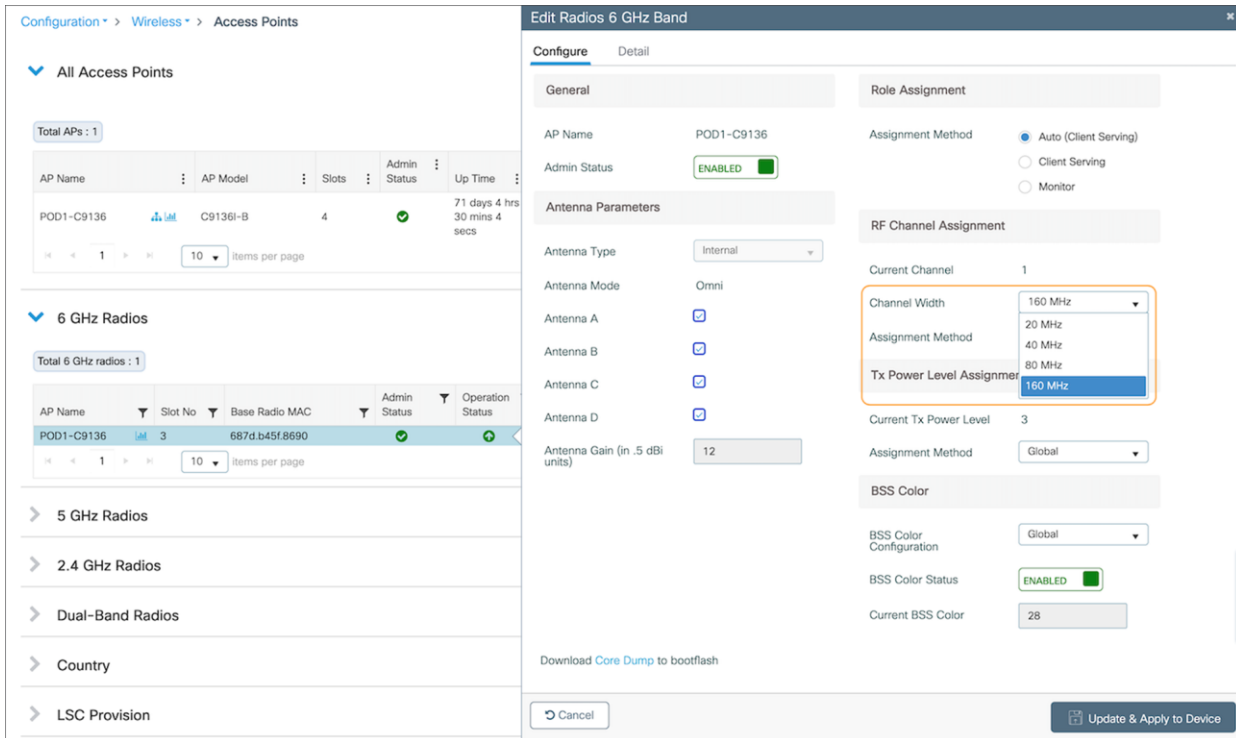 Configuration > Wireless > Access Points
All Access Points
Total APs : 1
AP Name AP Model Slots Admin Status Up Time
POD1-C9136 C9136I-B 4 71 days 4 hrs 30 mins 4 secs
1 10 items per page
6 GHz Radios
Total 6 GHz radios : 1
AP Name Slot No Base Radio MAC Admin Status Operation Status
POD1-C9136 3 687d.b45f.8690
1 10 items per page
5 GHz Radios
2.4 GHz Radios
Dual-Band Radios
Country
LSC Provision
Edit Radios 6 GHz Band
Configure Detail
General
AP Name POD1-C9136
Admin Status ENABLED
Antenna Parameters
Antenna Type Internal
Antenna Mode Omni
Antenna A
Antenna B
Antenna C
Antenna D
Antenna Gain (in .5 dBi units) 12
Download Core Dump to bootflash
Role Assignment
Assignment Method Auto (Client Serving)
Client Serving
Monitor
RF Channel Assignment
Current Channel 1
Channel Width 160 MHz
20 MHz
Assignment Method
40 MHz
80 MHz
Tx Power Level Assignmen
160 MHz
Current Tx Power Level 3
Assignment Method Global
BSS Color
BSS Color Configuration Global
BSS Color Status ENABLED
Current BSS Color 28
Cancel
Update & Apply to Device